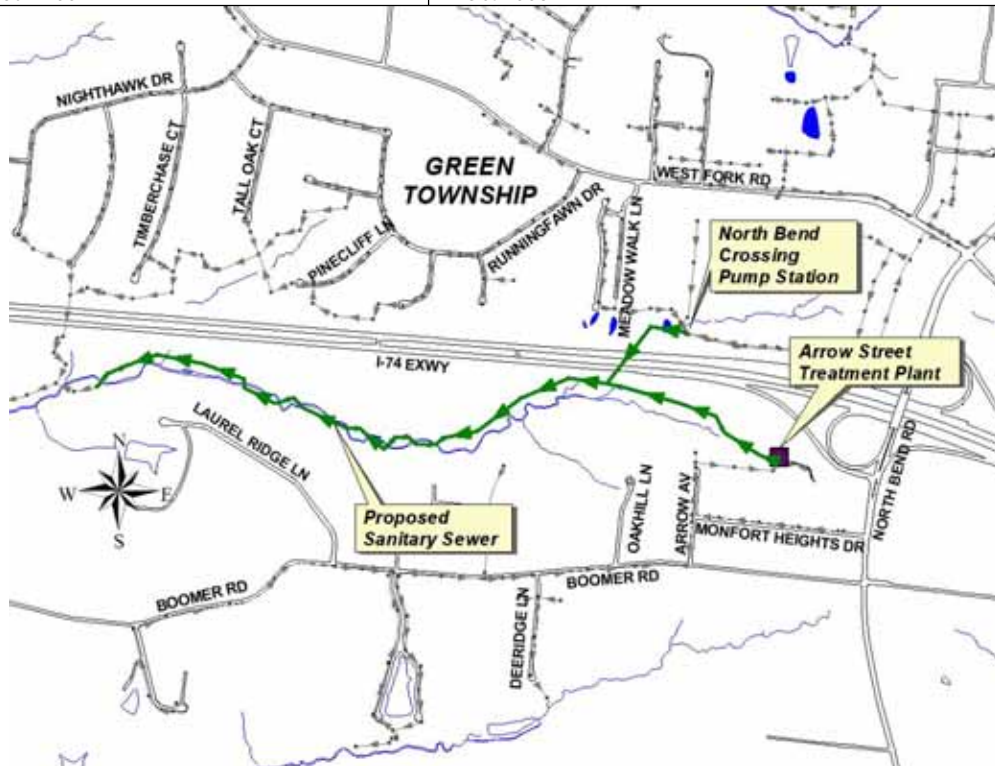 NIGHTHAWK DR
TIMBERCHASE CT
TALL OAK CT
GREEN
TOWNSHIP
PINECLIFF LN
RUNNINGFAWN DR
MEADOW WALK LN
WEST FORK RD
North Bend
Crossing
Pump Station
I-74 EXWY
Arrow Street
Treatment Plant
LAUREL RIDGE LN
N
W E
S
Proposed
Sanitary Sewer
OAKHILL LN
ARROW AV
MONFORT HEIGHTS DR
NORTH BEND RD
BOOMER RD
BOOMER RD
DEERIDGE LN